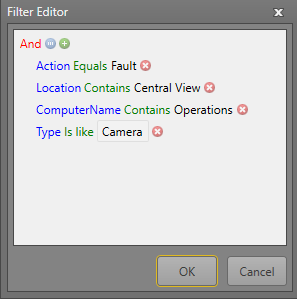 Filter Editor
And
Action Equals Fault
Location Contains Central View
ComputerName Contains Operations
Type Is like Camera
OK Cancel